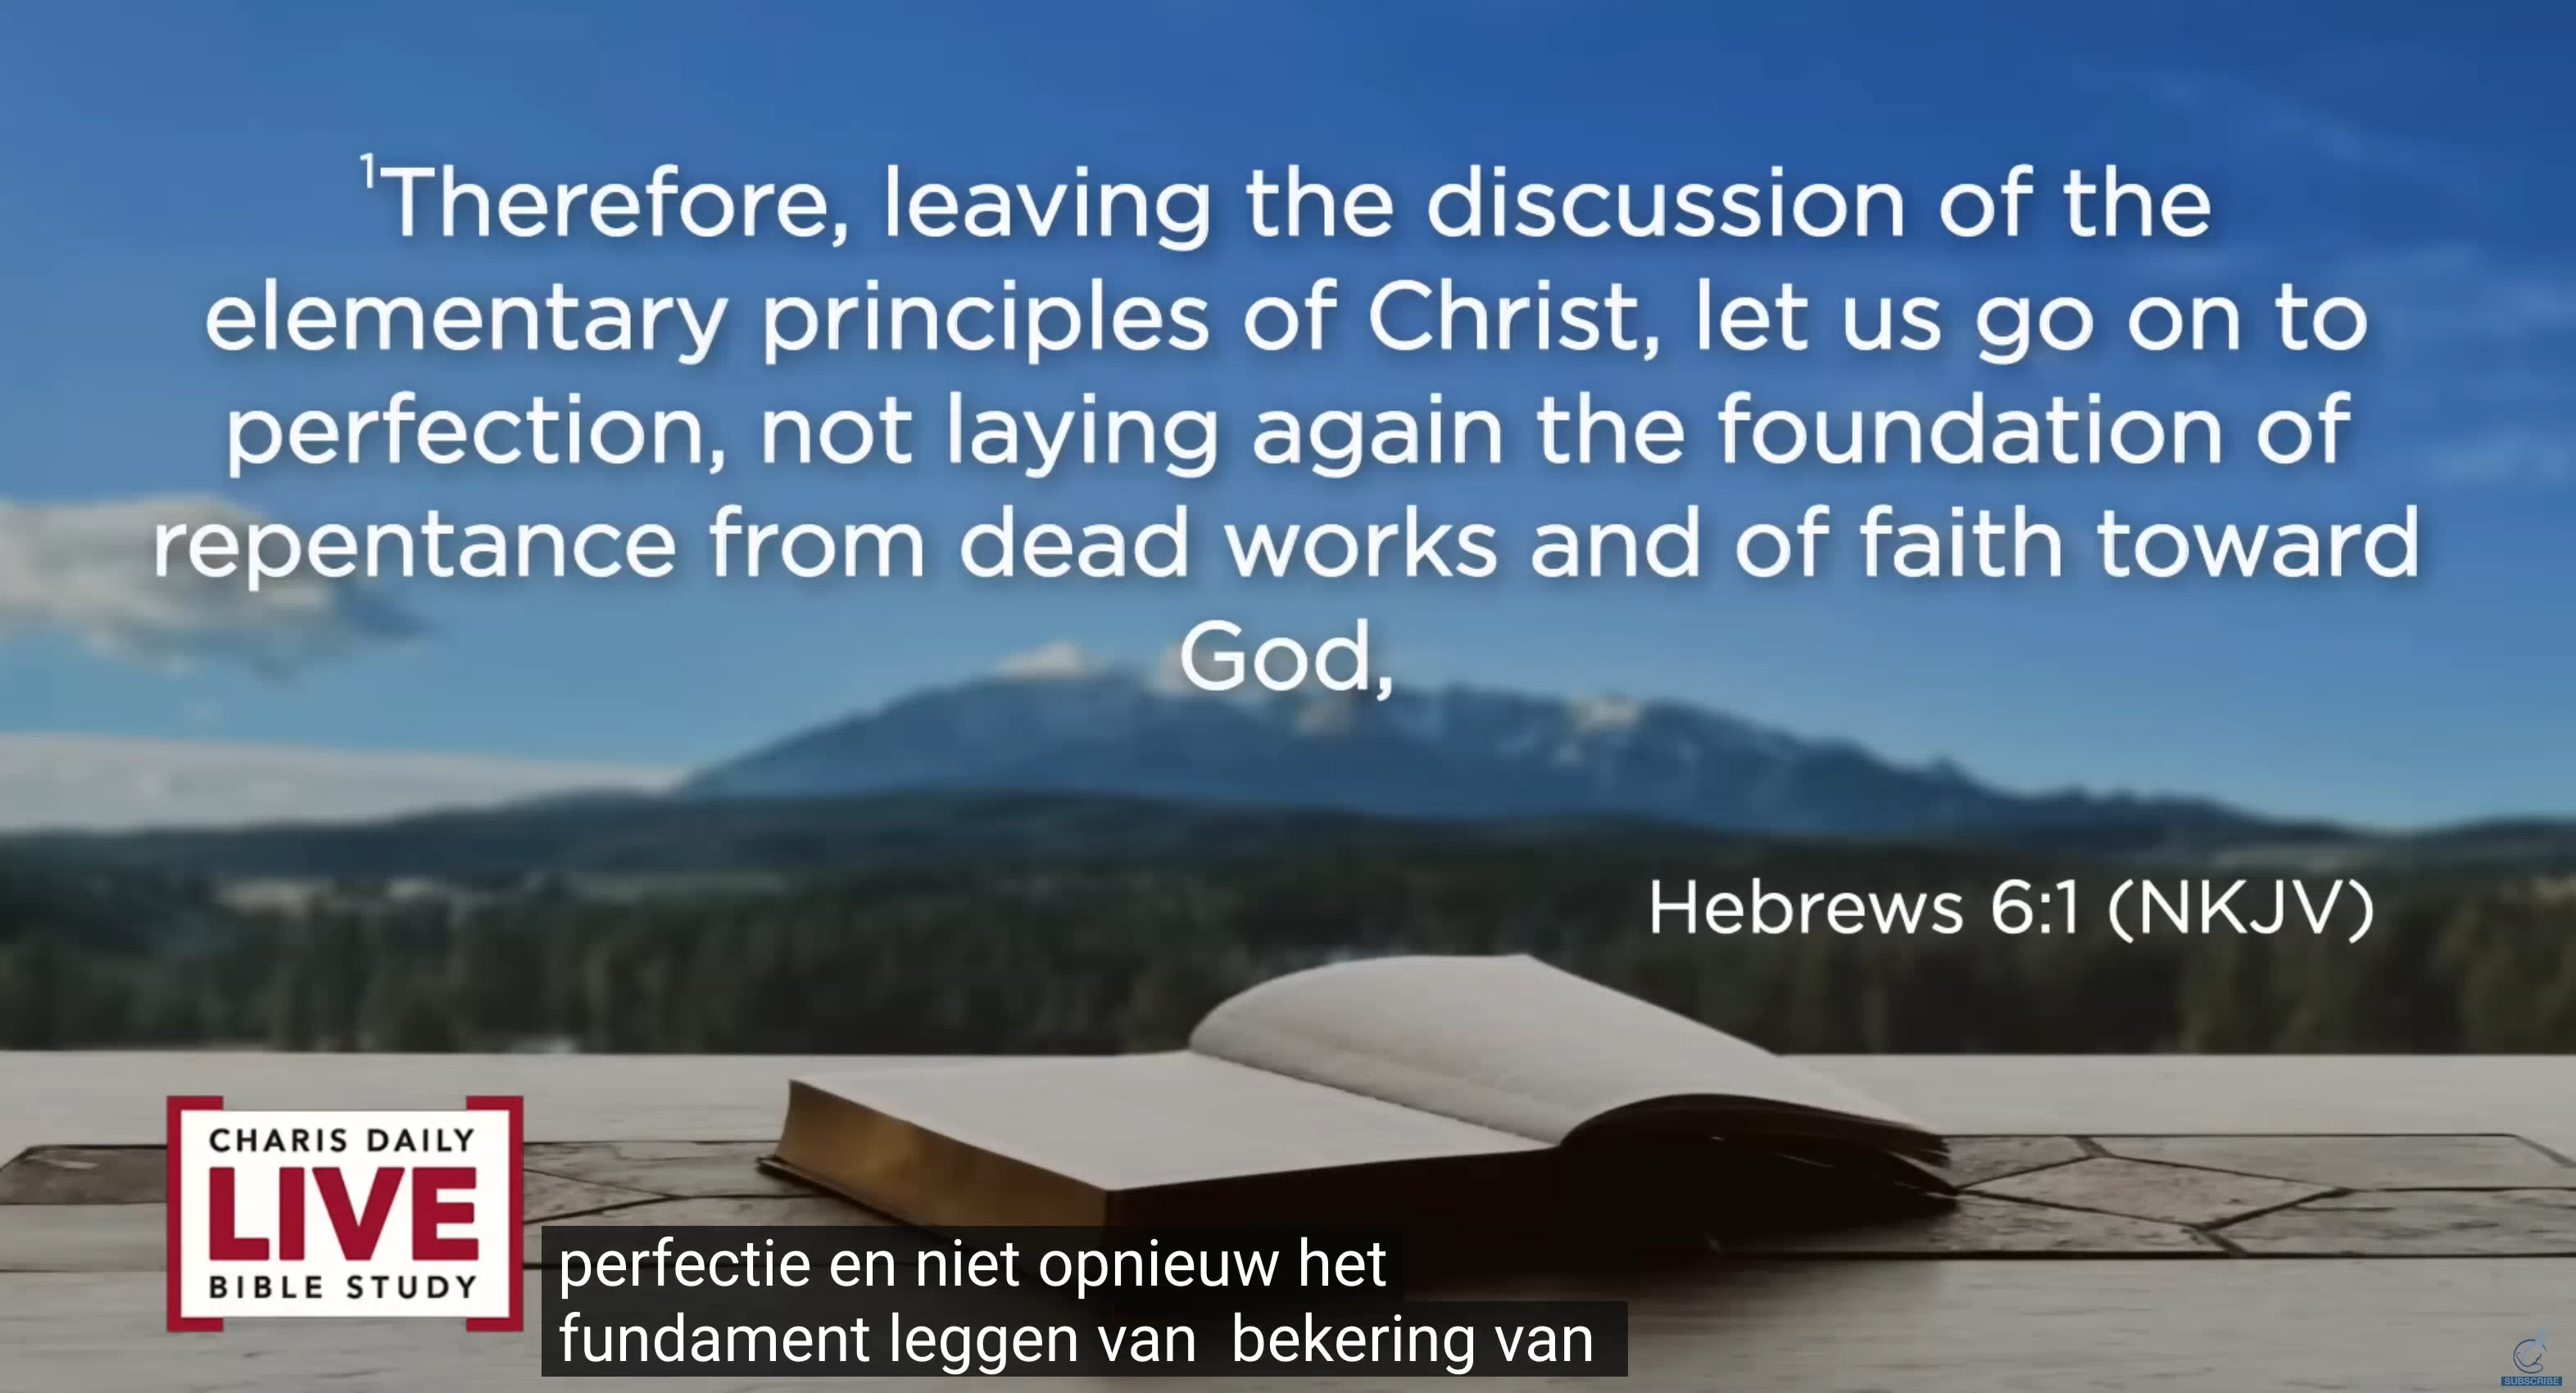 ¹Therefore, leaving the discussion of the
elementary principles of Christ, let us go on to
perfection, not laying again the foundation of
repentance from dead works and of faith toward
God,
Hebrews 6:1 (NKJV)
CHARIS DAILY
LIVE
BIBLE STUDY
perfectie en niet opnieuw het
fundament leggen van bekering van
SUBSCRIBE